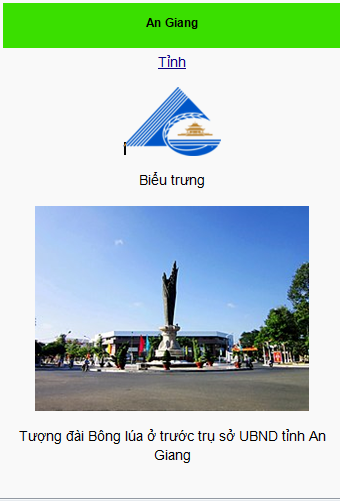 An Giang
Tỉnh
Biểu trưng
Tượng đài Bông lúa ở trước trụ sở UBND tỉnh An
Giang